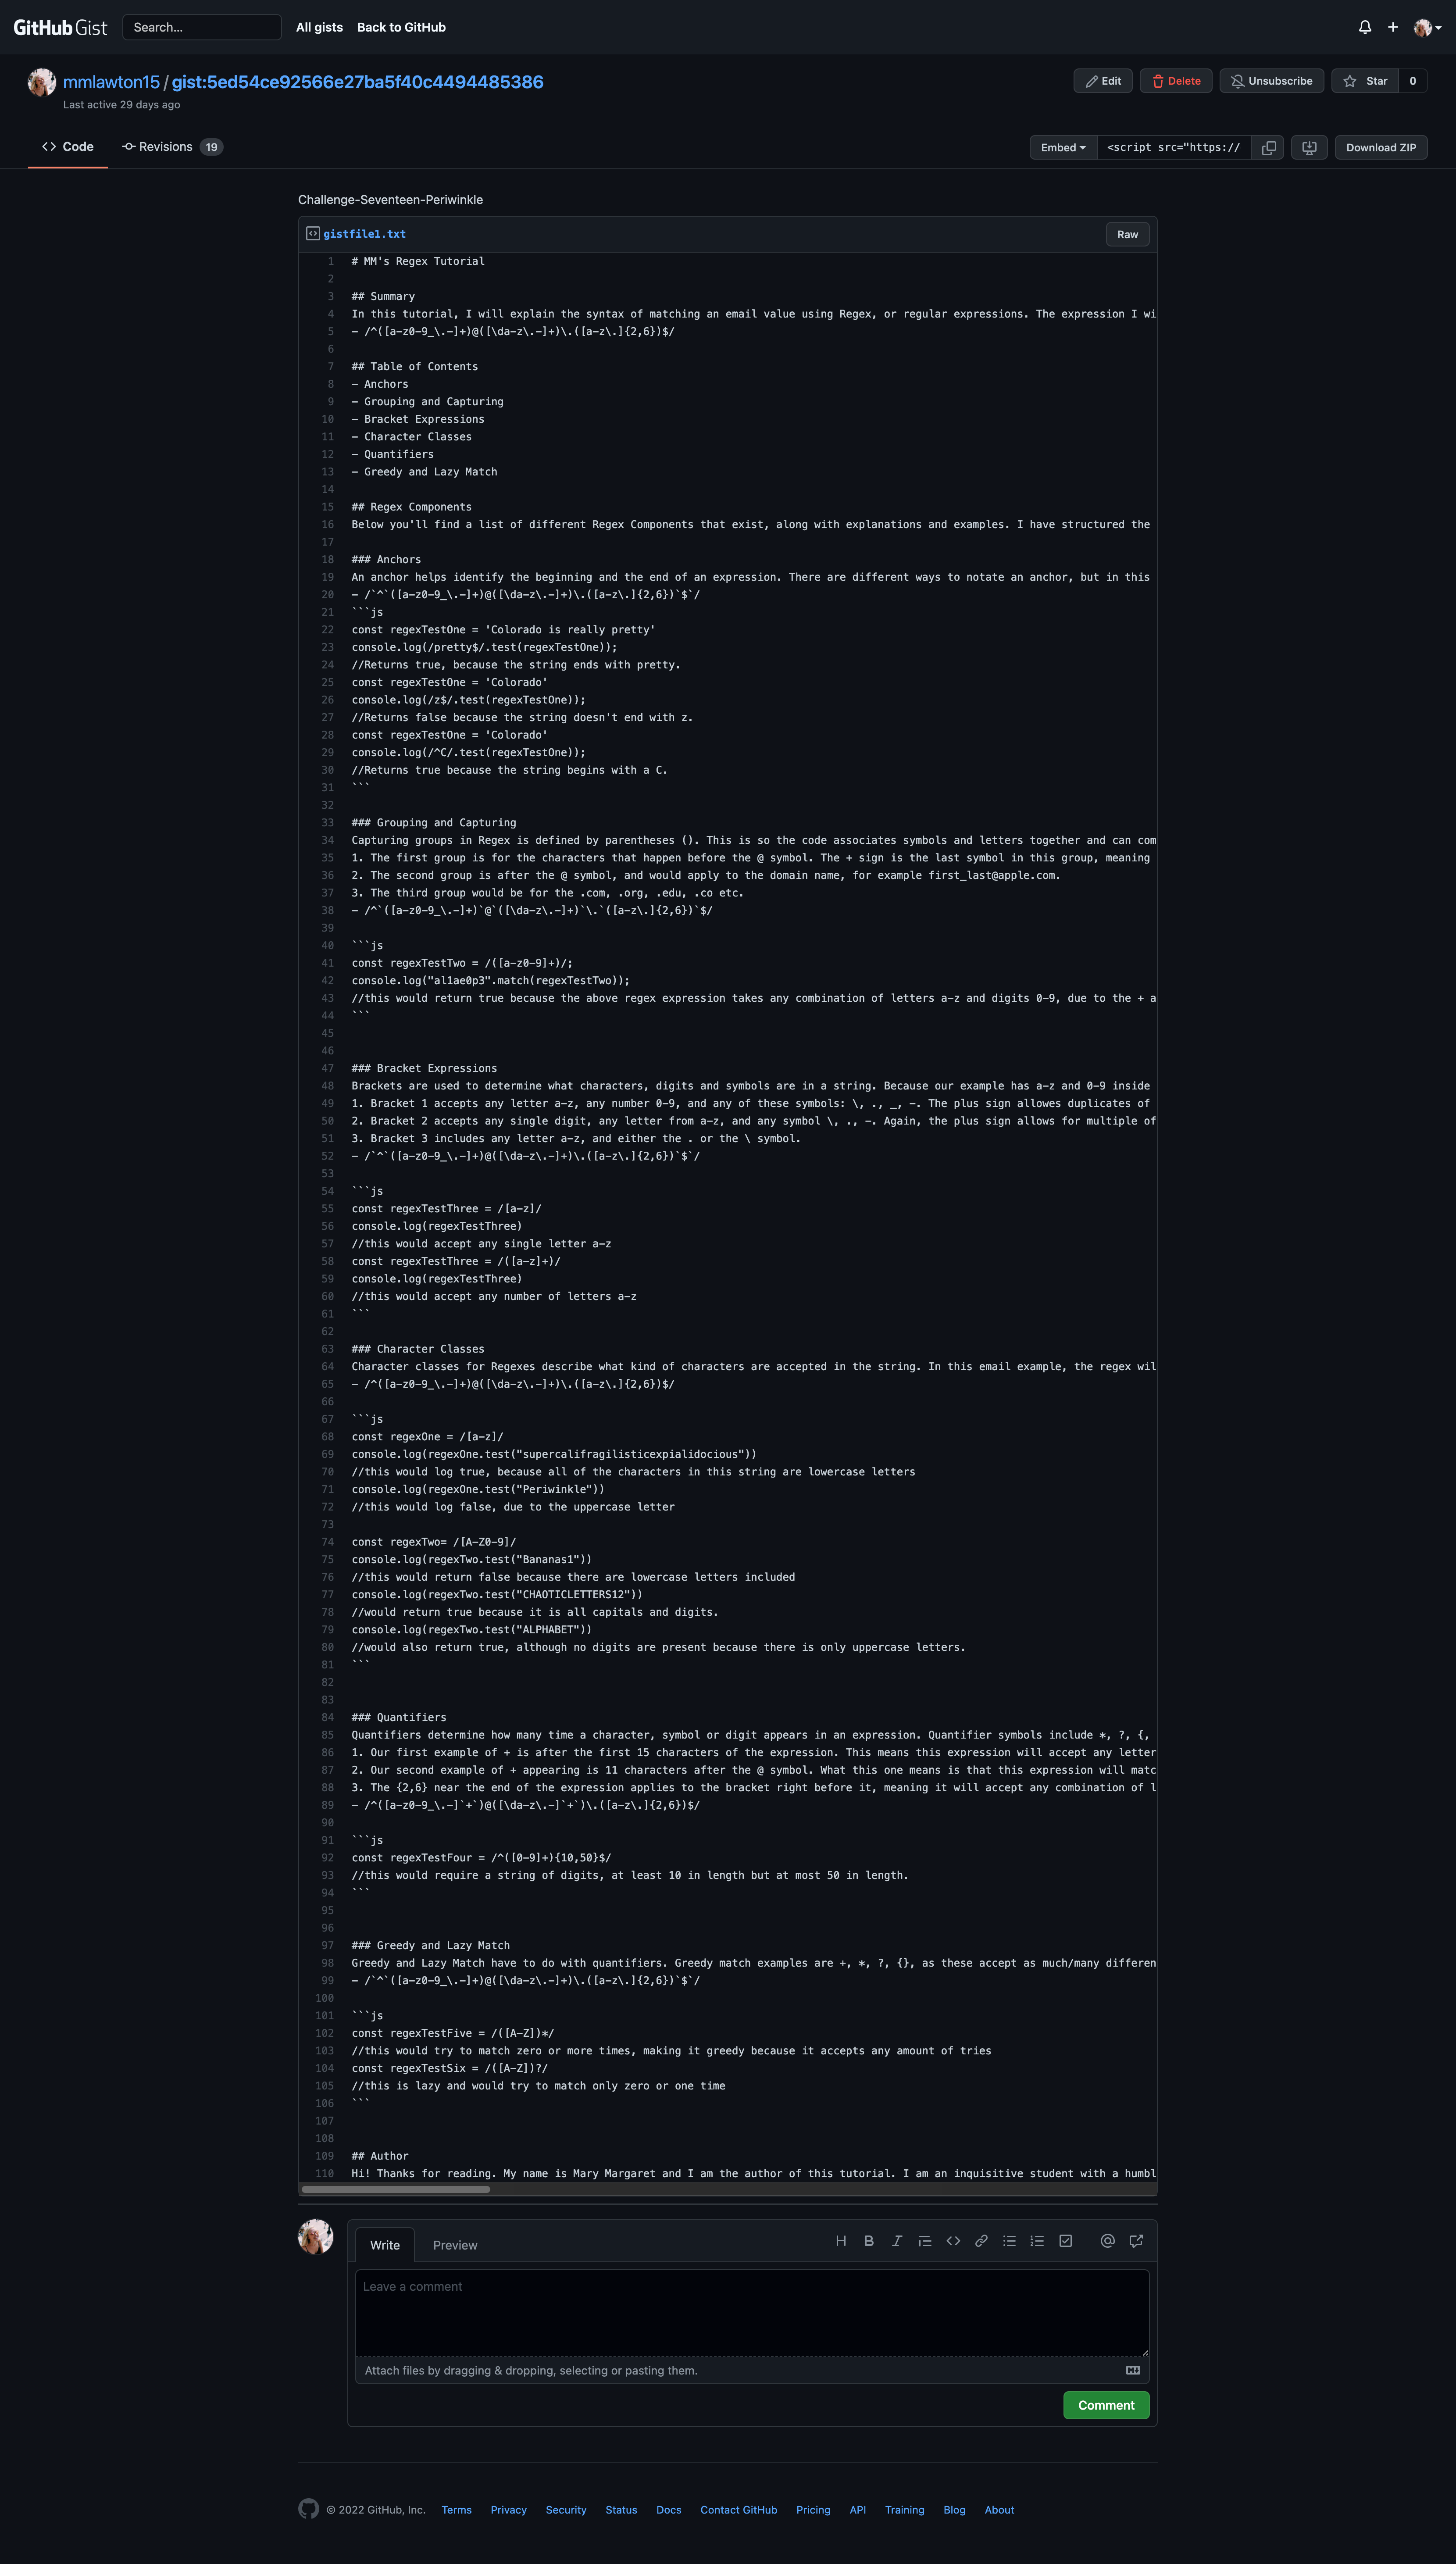 GitHub Gist Search... All gists Back to GitHub
mmlawton15 / gist:5ed54ce92566e27ba5f40c4494485386
Last active 29 days ago
Edit Delete Unsubscribe Star 0
Code Revisions 19
Embed <script src="https:// Download ZIP
Challenge-Seventeen-Periwinkle
gistfile1.txt Raw
1 # MM's Regex Tutorial
2
3 ## Summary
4 In this tutorial, I will explain the syntax of matching an email value using Regex, or regular expressions. The expression I wi
5 - /^([a-z0-9_\.-]+)@([\da-z\.-]+)\.([a-z\.]{2,6})$/
6
7 ## Table of Contents
8 - Anchors
9 - Grouping and Capturing
10 - Bracket Expressions
11 - Character Classes
12 - Quantifiers
13 - Greedy and Lazy Match
14
15 ## Regex Components
16 Below you'll find a list of different Regex Components that exist, along with explanations and examples. I have structured the
17
18 ### Anchors
19 An anchor helps identify the beginning and the end of an expression. There are different ways to notate an anchor, but in this
20 - /`^`([a-z0-9_\.-]+)@([\da-z\.-]+)\.([a-z\.]{2,6})`$`/
21 ```js
22 const regexTestOne = 'Colorado is really pretty'
23 console.log(/pretty$/.test(regexTestOne));
24 //Returns true, because the string ends with pretty.
25 const regexTestOne = 'Colorado'
26 console.log(/z$/.test(regexTestOne));
27 //Returns false because the string doesn't end with z.
28 const regexTestOne = 'Colorado'
29 console.log(/^C/.test(regexTestOne));
30 //Returns true because the string begins with a C.
31 ```
32
33 ### Grouping and Capturing
34 Capturing groups in Regex is defined by parentheses (). This is so the code associates symbols and letters together and can com
35 1. The first group is for the characters that happen before the @ symbol. The + sign is the last symbol in this group, meaning
36 2. The second group is after the @ symbol, and would apply to the domain name, for example first_last@apple.com.
37 3. The third group would be for the .com, .org, .edu, .co etc.
38 - /^`([a-z0-9_\.-]+)`@`([\da-z\.-]+)`\.`([a-z\.]{2,6})`$/
39
40 ```js
41 const regexTestTwo = /([a-z0-9]+)/;
42 console.log("al1ae0p3".match(regexTestTwo));
43 //this would return true because the above regex expression takes any combination of letters a-z and digits 0-9, due to the + a
44 ```
45
46
47 ### Bracket Expressions
48 Brackets are used to determine what characters, digits and symbols are in a string. Because our example has a-z and 0-9 inside
49 1. Bracket 1 accepts any letter a-z, any number 0-9, and any of these symbols: \, ., _, -. The plus sign allowes duplicates of
50 2. Bracket 2 accepts any single digit, any letter from a-z, and any symbol \, ., -. Again, the plus sign allows for multiple of
51 3. Bracket 3 includes any letter a-z, and either the . or the \ symbol.
52 - /`^`([a-z0-9_\.-]+)@([\da-z\.-]+)\.([a-z\.]{2,6})`$`/
53
54 ```js
55 const regexTestThree = /[a-z]/
56 console.log(regexTestThree)
57 //this would accept any single letter a-z
58 const regexTestThree = /([a-z]+)/
59 console.log(regexTestThree)
60 //this would accept any number of letters a-z
61 ```
62
63 ### Character Classes
64 Character classes for Regexes describe what kind of characters are accepted in the string. In this email example, the regex wil
65 - /^([a-z0-9_\.-]+)@([\da-z\.-]+)\.([a-z\.]{2,6})$/
66
67 ```js
68 const regexOne = /[a-z]/
69 console.log(regexOne.test("supercalifragilisticexpialidocious"))
70 //this would log true, because all of the characters in this string are lowercase letters
71 console.log(regexOne.test("Periwinkle"))
72 //this would log false, due to the uppercase letter
73
74 const regexTwo= /[A-Z0-9]/
75 console.log(regexTwo.test("Bananas1"))
76 //this would return false because there are lowercase letters included
77 console.log(regexTwo.test("CHAOTICLETTERS12"))
78 //would return true because it is all capitals and digits.
79 console.log(regexTwo.test("ALPHABET"))
80 //would also return true, although no digits are present because there is only uppercase letters.
81 ```
82
83
84 ### Quantifiers
85 Quantifiers determine how many time a character, symbol or digit appears in an expression. Quantifier symbols include *, ?, {,
86 1. Our first example of + is after the first 15 characters of the expression. This means this expression will accept any letter
87 2. Our second example of + appearing is 11 characters after the @ symbol. What this one means is that this expression will matc
88 3. The {2,6} near the end of the expression applies to the bracket right before it, meaning it will accept any combination of l
89 - /^([a-z0-9_\.-]`+`)@([\da-z\.-]`+`)\.([a-z\.]{2,6})$/
90
91 ```js
92 const regexTestFour = /^([0-9]+){10,50}$/
93 //this would require a string of digits, at least 10 in length but at most 50 in length.
94 ```
95
96
97 ### Greedy and Lazy Match
98 Greedy and Lazy Match have to do with quantifiers. Greedy match examples are +, *, ?, {}, as these accept as much/many differen
99 - /`^`([a-z0-9_\.-]+)@([\da-z\.-]+)\.([a-z\.]{2,6})`$`/
100
101 ```js
102 const regexTestFive = /([A-Z])*/
103 //this would try to match zero or more times, making it greedy because it accepts any amount of tries
104 const regexTestSix = /([A-Z])?/
105 //this is lazy and would try to match only zero or one time
106 ```
107
108
109 ## Author
110 Hi! Thanks for reading. My name is Mary Margaret and I am the author of this tutorial. I am an inquisitive student with a humbl
Write Preview
Leave a comment
Attach files by dragging & dropping, selecting or pasting them.
Comment
© 2022 GitHub, Inc. Terms Privacy Security Status Docs Contact GitHub Pricing API Training Blog About